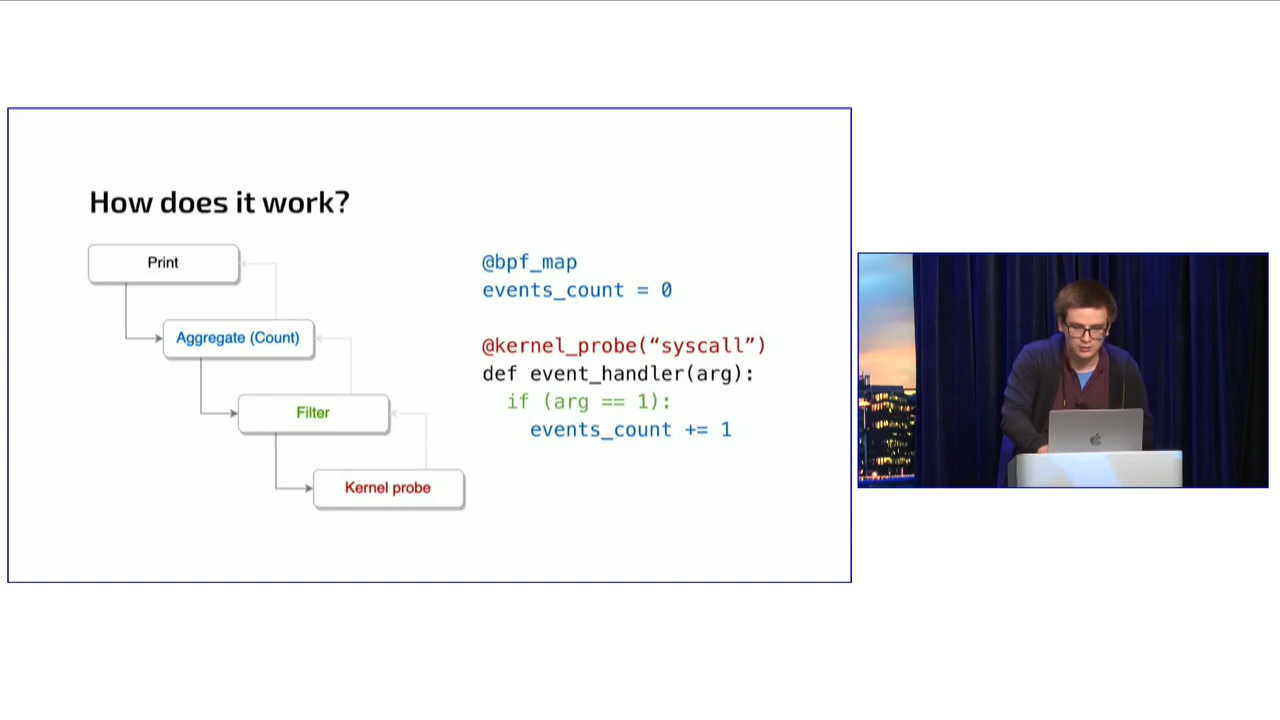 How does it work?
Print
Aggregate (Count)
Filter
Kernel probe
@bpf_map
events_count = 0
@kernel_probe(“syscall”)
def event_handler(arg):
if (arg == 1):
events_count += 1